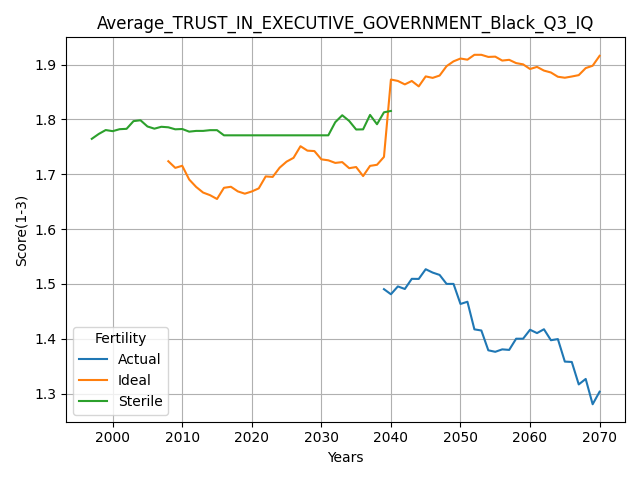 Average_TRUST_IN_EXECUTIVE_GOVERNMENT_Black_Q3_IQ
Score(1-3)
1.9
1.8
1.7
1.6
1.5
1.4
1.3
Fertility
Actual
Ideal
Sterile
2000 2010 2020 2030 2040 2050 2060 2070
Years